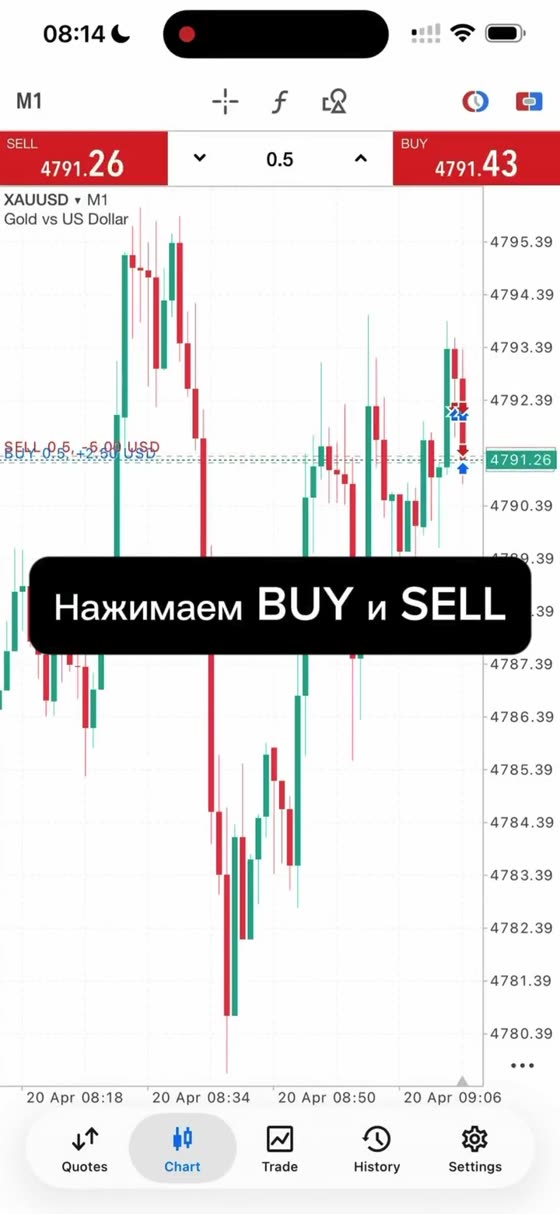 08:14
M1
SELL
4791.26
0.5
BUY
4791.43
XAUUSD ▾ M1
Gold vs US Dollar
4795.39
4794.39
4793.39
4792.39
SELL 0.5, -5.00 USD
BUY 0.5, +2.50 USD
4791.26
4790.39
4789.39
Нажимаем BUY и SELL
.39
4787.39
4786.39
4785.39
4784.39
4783.39
4782.39
4781.39
4780.39
20 Apr 08:18
20 Apr 08:34
20 Apr 08:50
20 Apr 09:06
Quotes
Chart
Trade
History
Settings